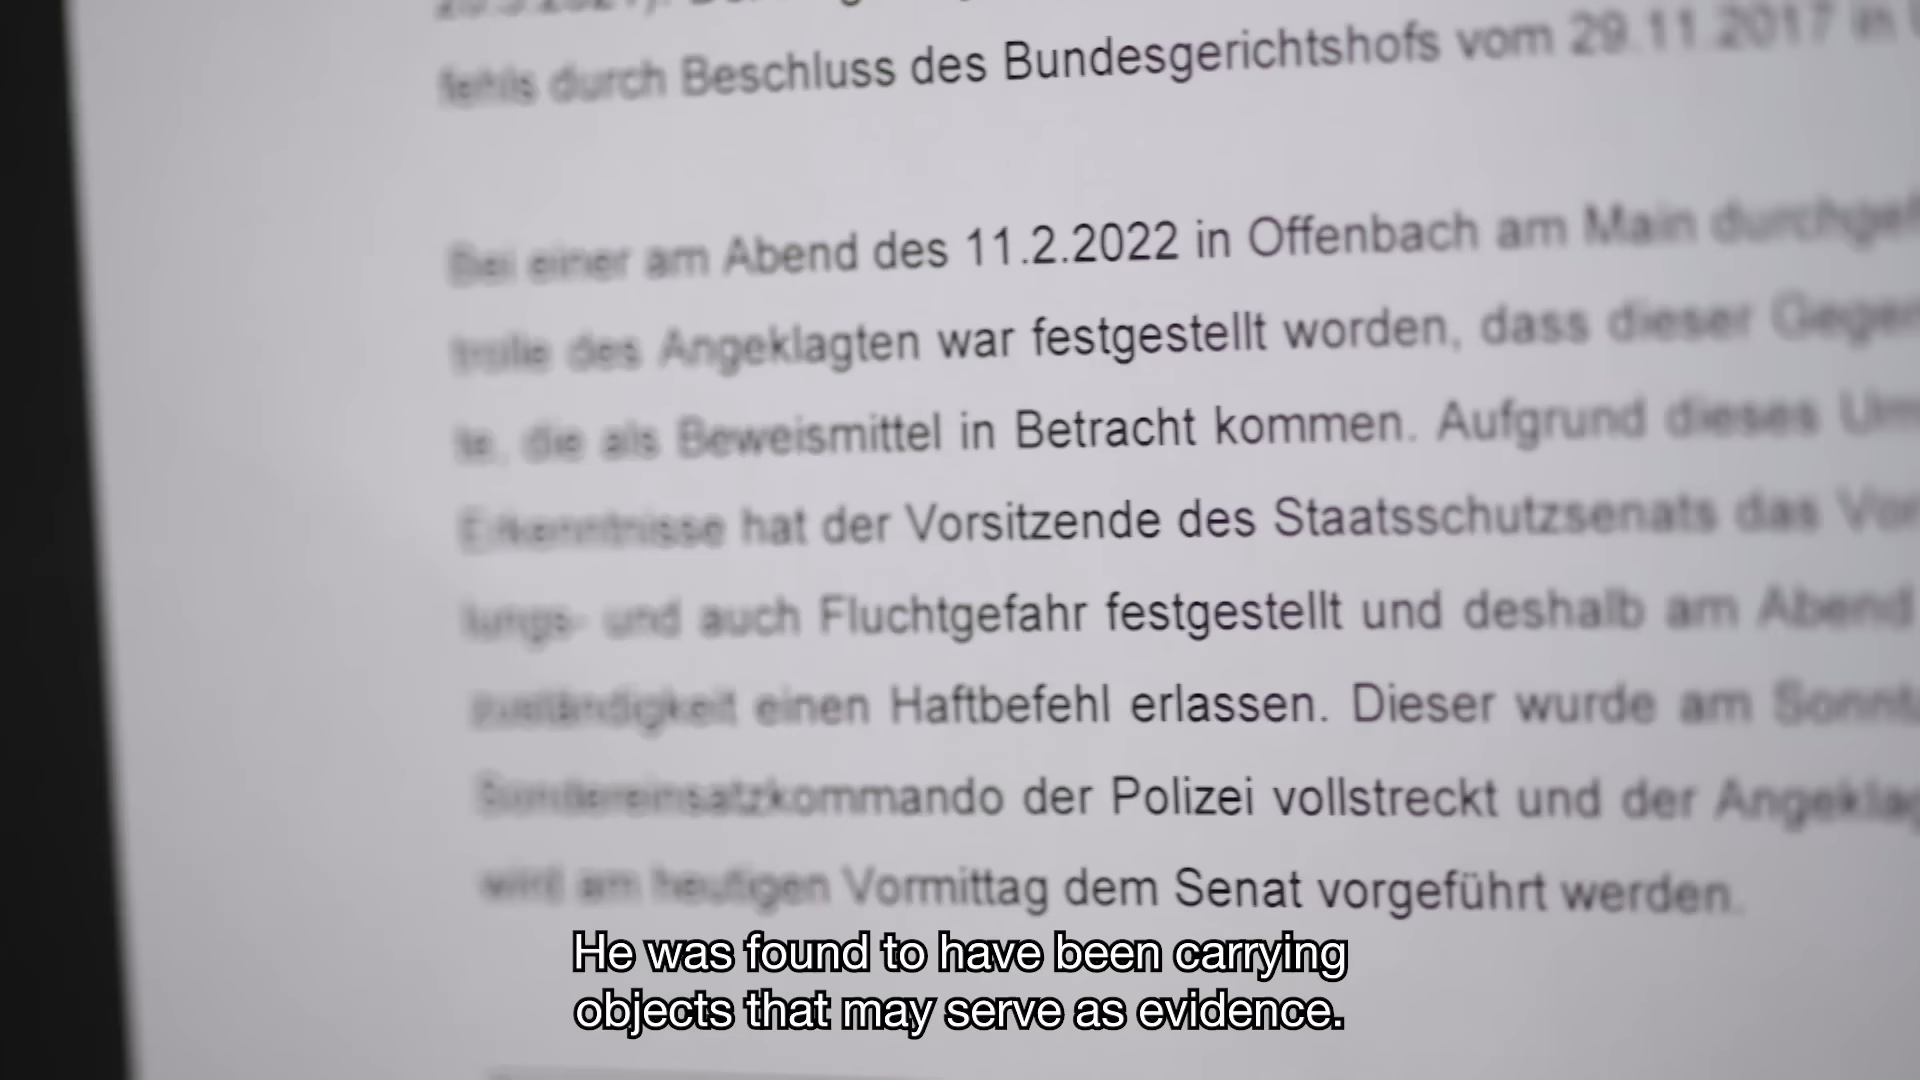 fehls durch Beschluss des Bundesgerichtshofs vom 29.11.2017 in
Bei einer am Abend des 11.2.2022 in Offenbach am Main
trolle des Angeklagten war festgestellt worden, dass dieser
te, die als Beweismittel in Betracht kommen. Aufgrund dieses
Erkenntnisse hat der Vorsitzende des Staatsschutzsenats das
lungs- und auch Fluchtgefahr festgestellt und deshalb am Abend
zuständigkeit einen Haftbefehl erlassen. Dieser wurde am
Sondereinsatzkommando der Polizei vollstreckt und der
wird am heutigen Vormittag dem Senat vorgeführt werden.
He was found to have been carrying
objects that may serve as evidence.